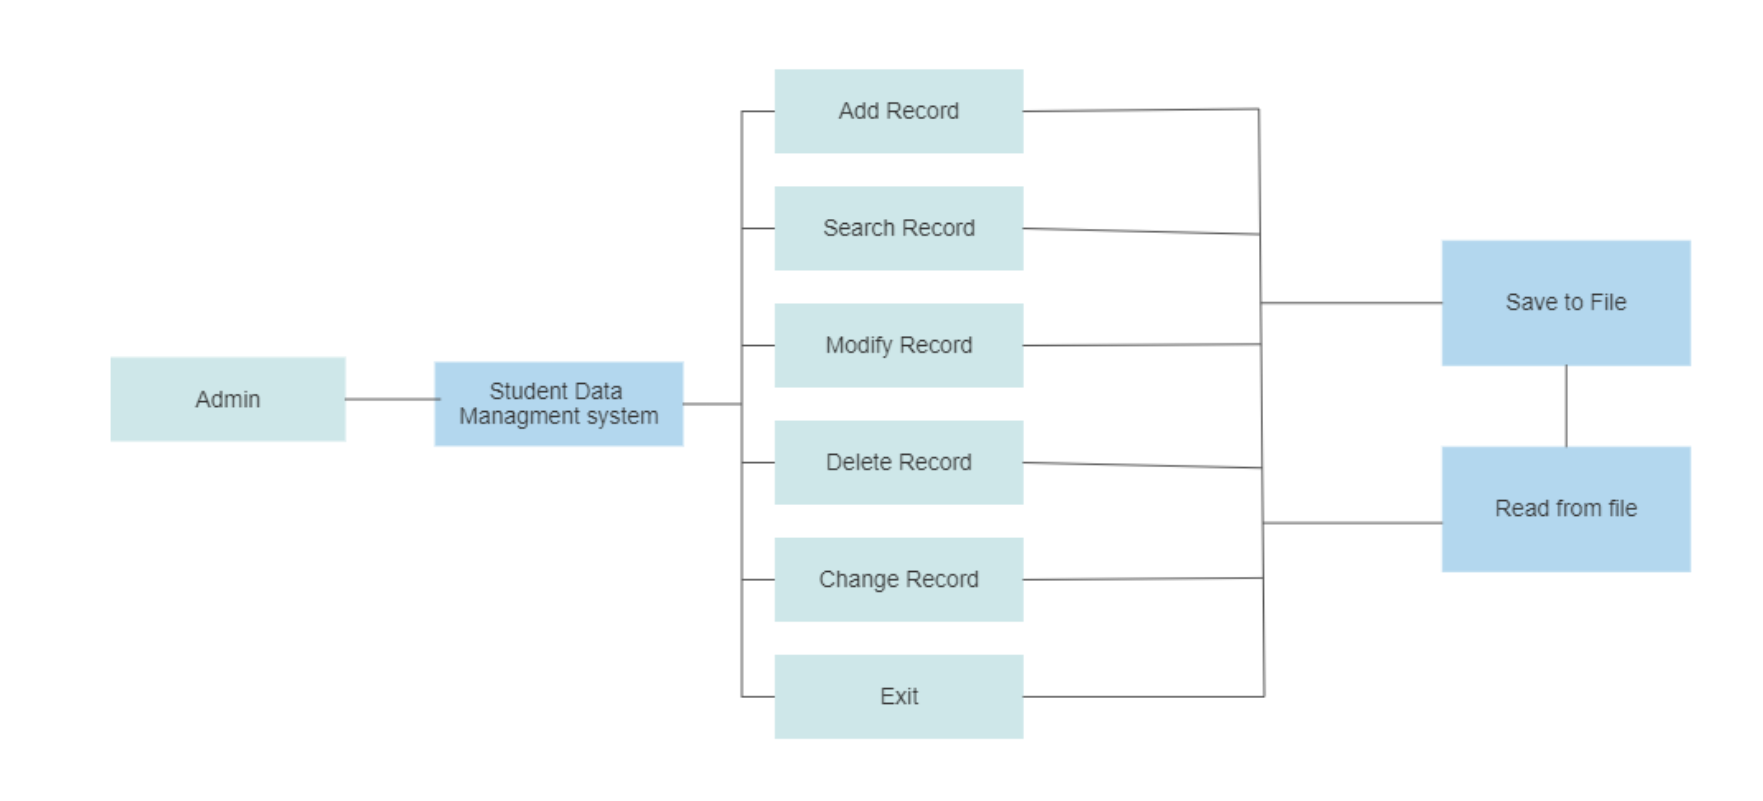 Admin
Student Data
Managment system
Add Record
Search Record
Modify Record
Delete Record
Change Record
Exit
Save to File
Read from file